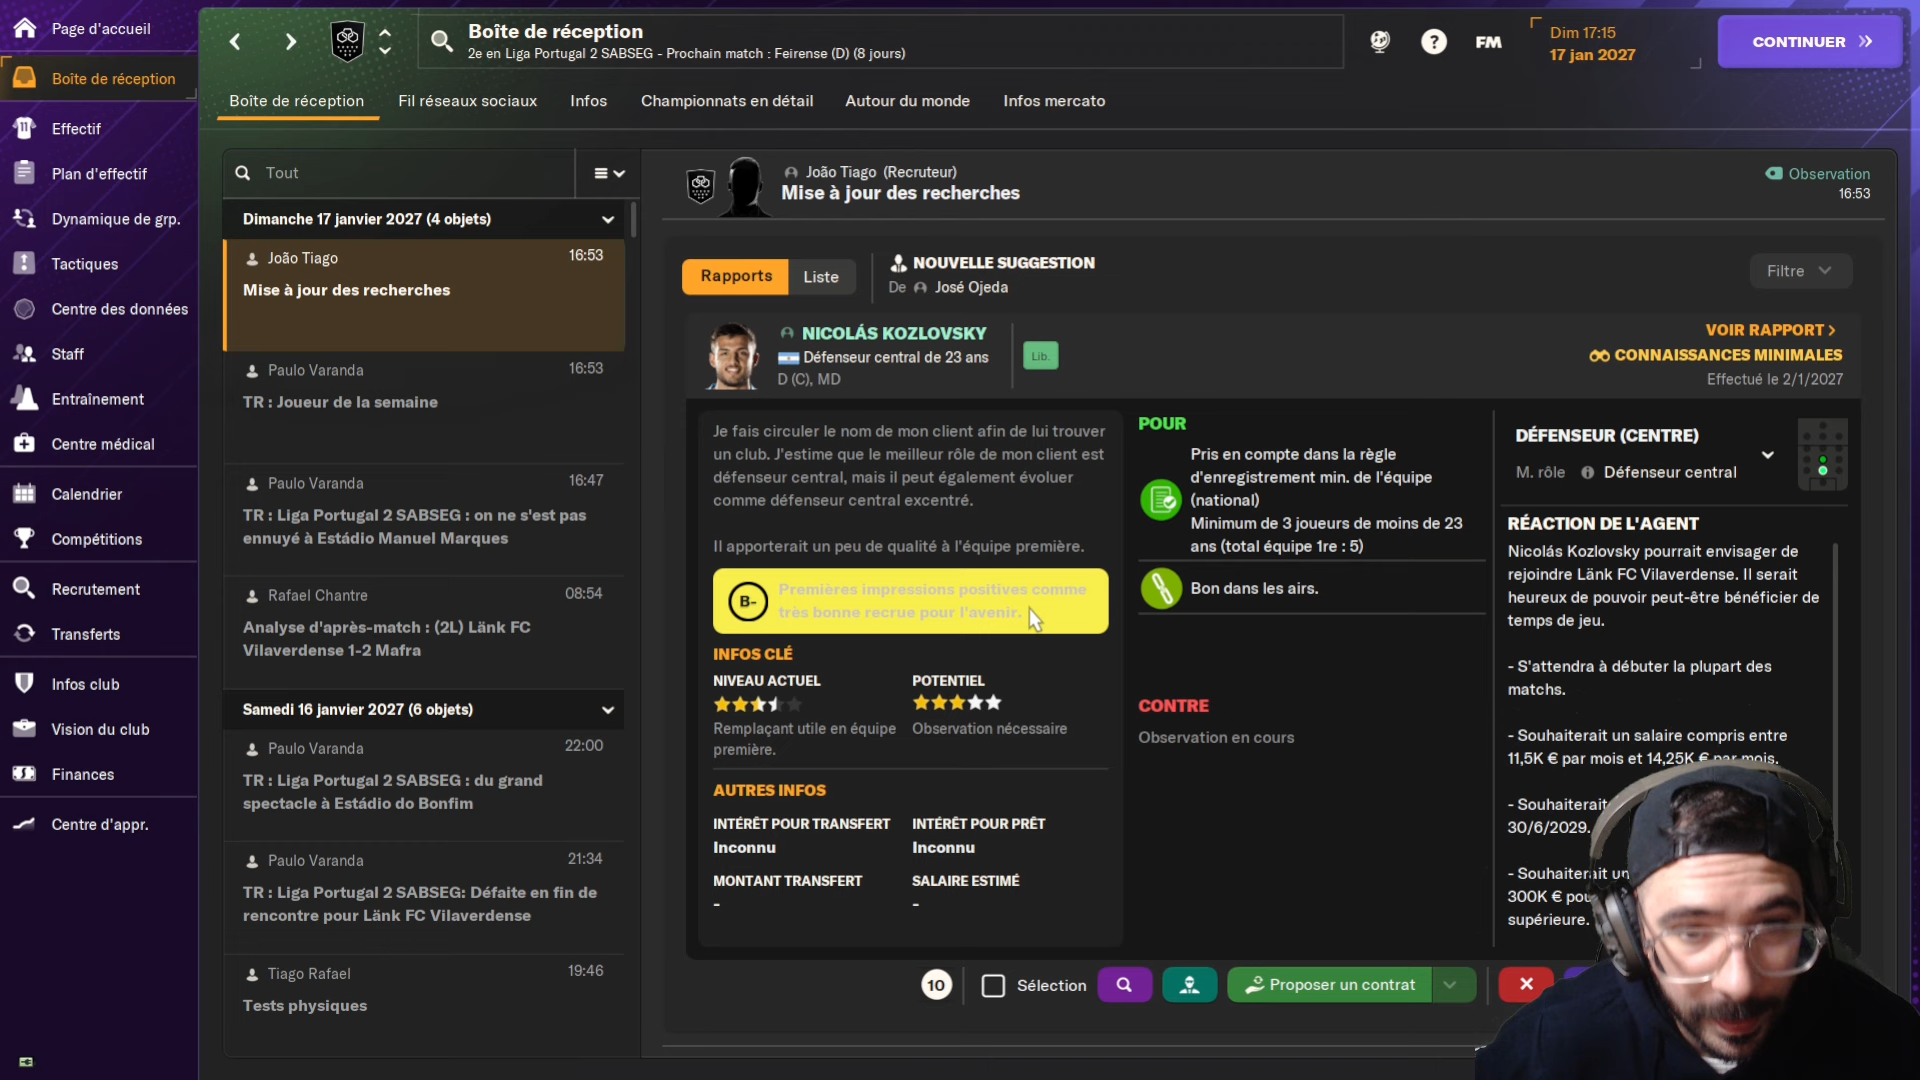 Page d'accueil
Boîte de réception
Effectif
Plan d'effectif
Dynamique de grp.
Tactiques
Centre des données
Staff
Entraînement
Centre médical
Calendrier
Compétitions
Recrutement
Transferts
Infos club
Vision du club
Finances
Centre d'appr.
Boîte de réception
2e en Liga Portugal 2 SABSEG - Prochain match : Feirense (D) (8 jours)
?
FM
Dim 17:15
17 jan 2027
CONTINUER
Boîte de réception
Fil réseaux sociaux
Infos
Championnats en détail
Autour du monde
Infos mercato
Tout
Dimanche 17 janvier 2027 (4 objets)
João Tiago 16:53
Mise à jour des recherches
Paulo Varanda 16:53
TR : Joueur de la semaine
Paulo Varanda 16:47
TR : Liga Portugal 2 SABSEG : on ne s'est pas
ennuyé à Estádio Manuel Marques
Rafael Chantre 08:54
Analyse d'après-match : (2L) Länk FC
Vilaverdense 1-2 Mafra
Samedi 16 janvier 2027 (6 objets)
Paulo Varanda 22:00
TR : Liga Portugal 2 SABSEG : du grand
spectacle à Estádio do Bonfim
Paulo Varanda 21:34
TR : Liga Portugal 2 SABSEG: Défaite en fin de
rencontre pour Länk FC Vilaverdense
Tiago Rafael 19:46
Tests physiques
João Tiago (Recruteur)
Mise à jour des recherches
Observation
16:53
Rapports
Liste
NOUVELLE SUGGESTION
De José Ojeda
Filtre
NICOLÁS KOZLOVSKY
Défenseur central de 23 ans
D (C), MD
Lib.
VOIR RAPPORT >
CONNAISSANCES MINIMALES
Effectué le 2/1/2027
Je fais circuler le nom de mon client afin de lui trouver
un club. J'estime que le meilleur rôle de mon client est
défenseur central, mais il peut également évoluer
comme défenseur central excentré.
Il apporterait un peu de qualité à l'équipe première.
B-
Premières impressions positives comme
très bonne recrue pour l'avenir.
INFOS CLÉ
NIVEAU ACTUEL
Remplaçant utile en équipe
première.
POTENTIEL
Observation nécessaire
AUTRES INFOS
INTÉRÊT POUR TRANSFERT
Inconnu
INTÉRÊT POUR PRÊT
Inconnu
MONTANT TRANSFERT
-
SALAIRE ESTIMÉ
-
POUR
Pris en compte dans la règle
d'enregistrement min. de l'équipe
(national)
Minimum de 3 joueurs de moins de 23
ans (total équipe 1re : 5)
Bon dans les airs.
CONTRE
Observation en cours
DÉFENSEUR (CENTRE)
M. rôle Défenseur central
RÉACTION DE L'AGENT
Nicolás Kozlovsky pourrait envisager de
rejoindre Länk FC Vilaverdense. Il serait
heureux de pouvoir peut-être bénéficier de
temps de jeu.
- S'attendra à débuter la plupart des
matchs.
- Souhaiterait un salaire compris entre
11,5K € par mois et 14,25K € par mois.
- Souhaiterait
30/6/2029.
- Souhaiterait un
300K € pou
supérieure.
10
Sélection
Proposer un contrat